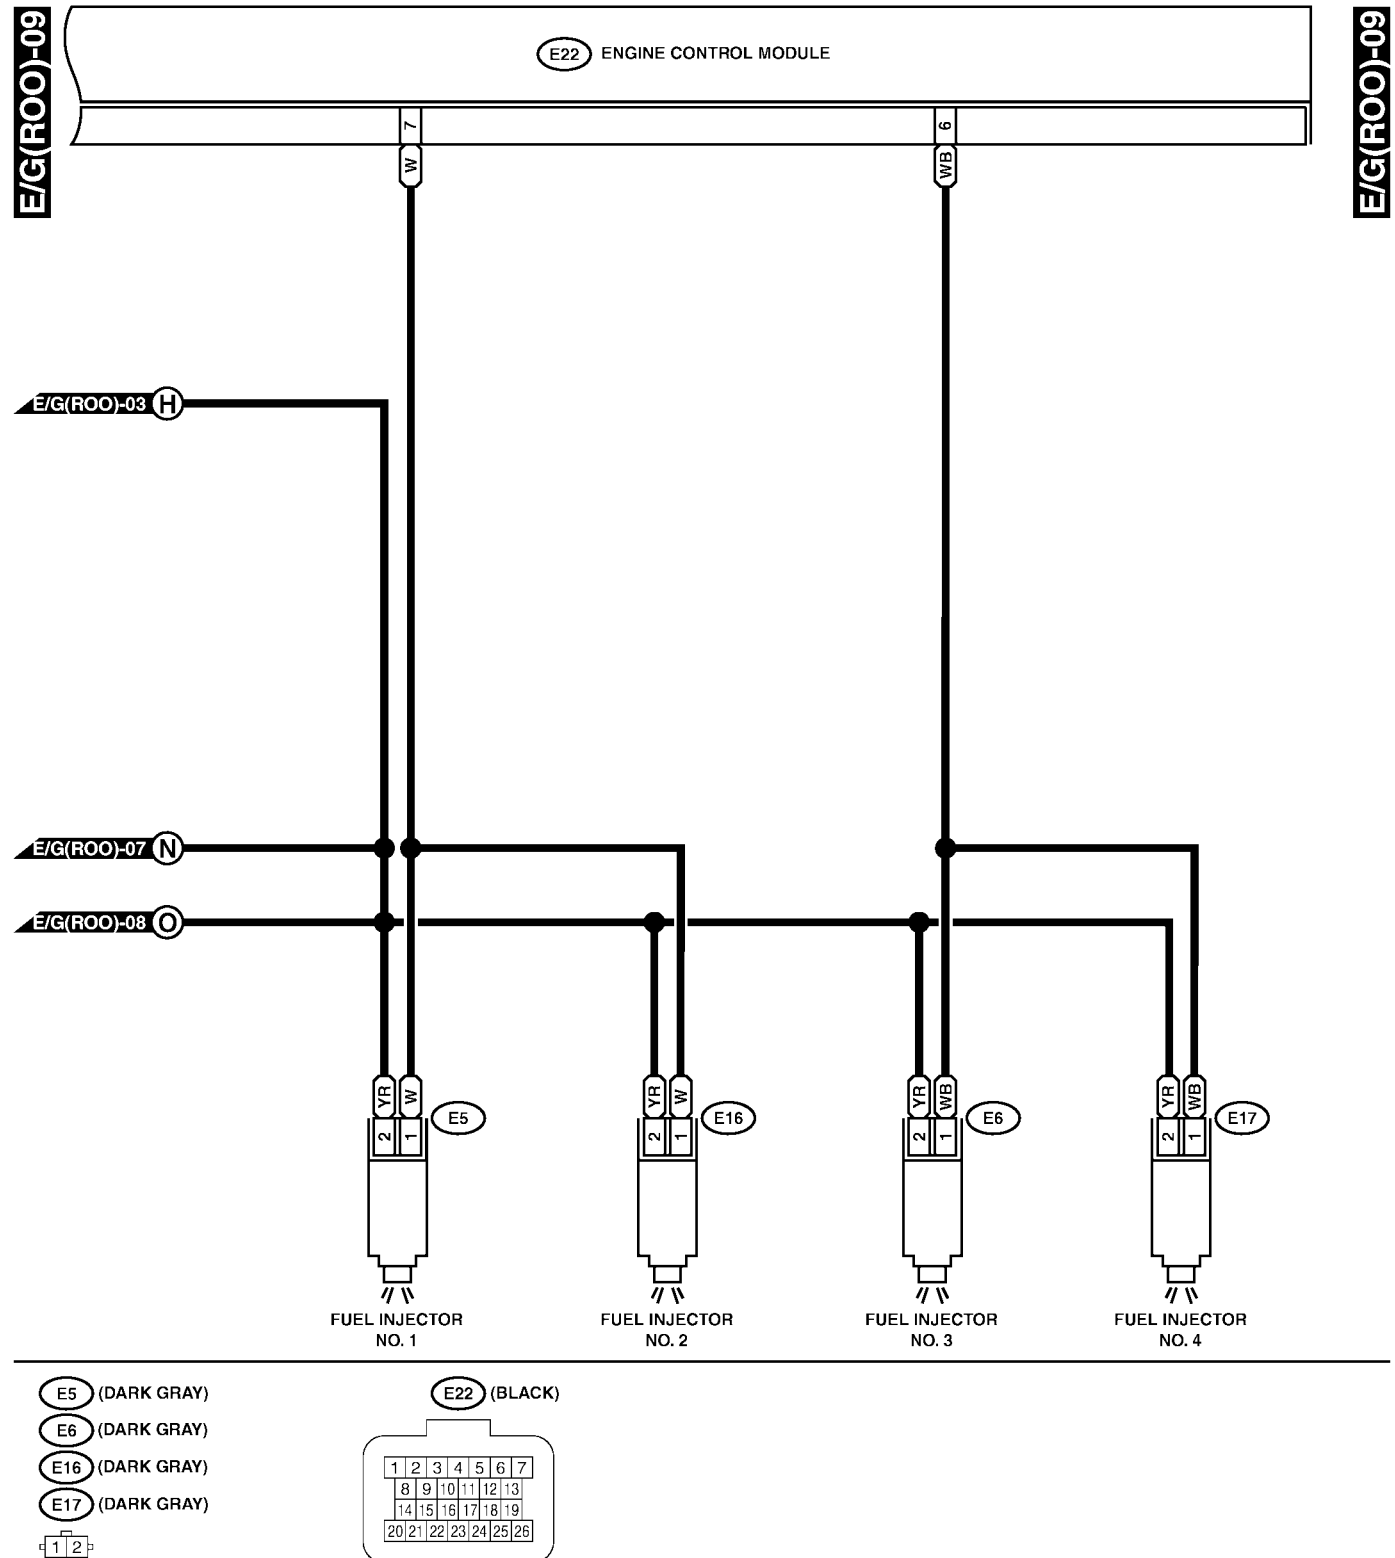 E/G(ROO)-09
E/G(ROO)-09
E22 ENGINE CONTROL MODULE
7
6
W
WB
E/G(ROO)-03 H
E/G(ROO)-07 N
E/G(ROO)-08 O
YR W
YR W
YR WB
YR WB
2 1 E5
2 1 E16
2 1 E6
2 1 E17
FUEL INJECTOR
NO. 1
FUEL INJECTOR
NO. 2
FUEL INJECTOR
NO. 3
FUEL INJECTOR
NO. 4
E5 (DARK GRAY)
E6 (DARK GRAY)
E16 (DARK GRAY)
E17 (DARK GRAY)
1 2
E22 (BLACK)
1 2 3 4 5 6 7
8 9 10 11 12 13
14 15 16 17 18 19
20 21 22 23 24 25 26